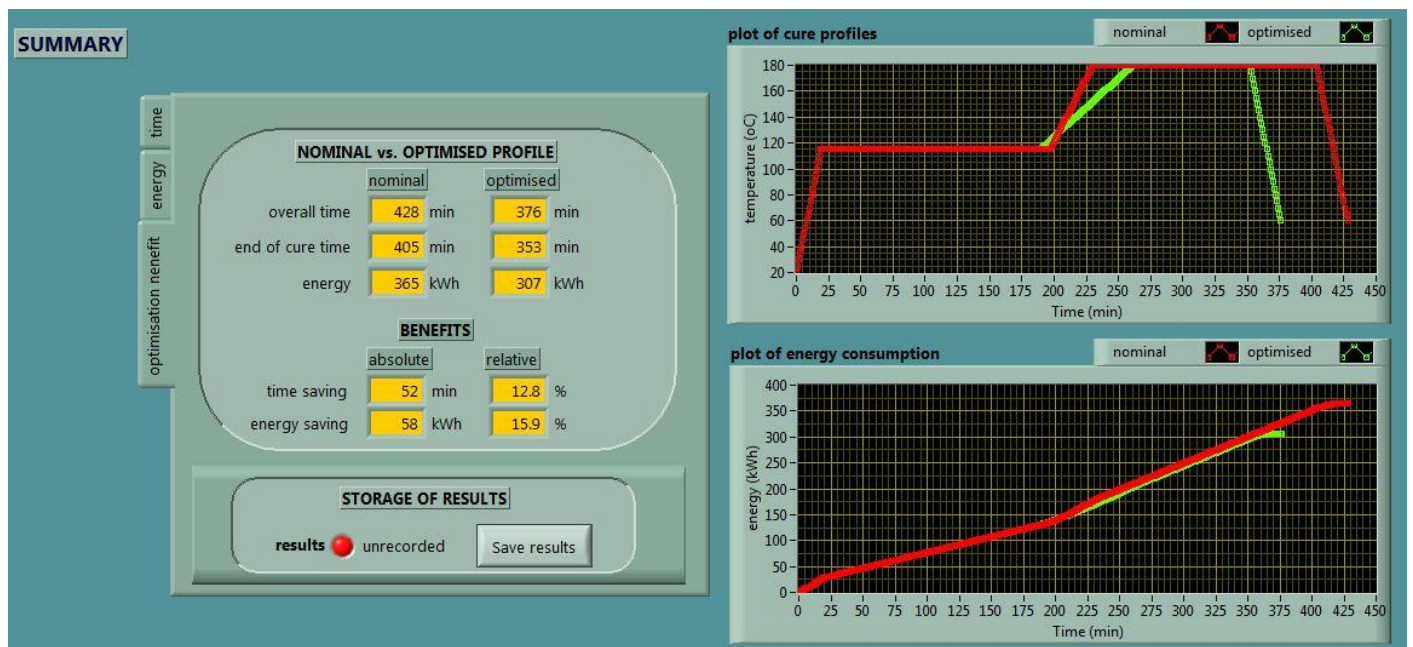 SUMMARY
time
energy
optimisation nenefit
NOMINAL vs. OPTIMISED PROFILE
nominal optimised
overall time 428 min 376 min
end of cure time 405 min 353 min
energy 365 kWh 307 kWh
BENEFITS
absolute relative
time saving 52 min 12.8 %
energy saving 58 kWh 15.9 %
STORAGE OF RESULTS
results unrecorded Save results
plot of cure profiles
nominal optimised
temperature (oC)
180
160
140
120
100
80
60
40
20
0 25 50 75 100 125 150 175 200 225 250 275 300 325 350 375 400 425 450
Time (min)
plot of energy consumption
nominal optimised
energy (kWh)
400
350
300
250
200
150
100
50
0
0 25 50 75 100 125 150 175 200 225 250 275 300 325 350 375 400 425 450
Time (min)